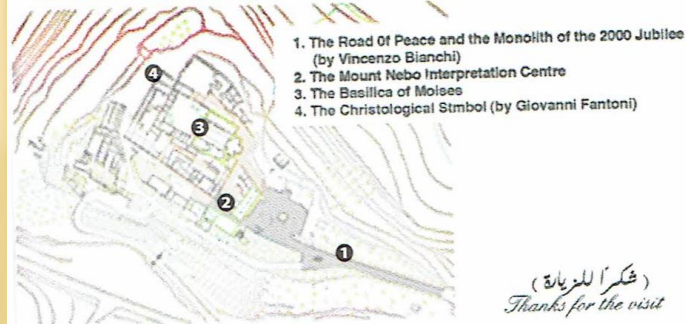 1. The Road Of Peace and the Monolith of the 2000 Jubilee
(by Vincenzo Bianchi)
2. The Mount Nebo Interpretation Centre
3. The Basilica of Moises
4. The Christological Stmbol (by Giovanni Fantoni)
4
3
2
1
(شكراً للزيارة)
Thanks for the visit